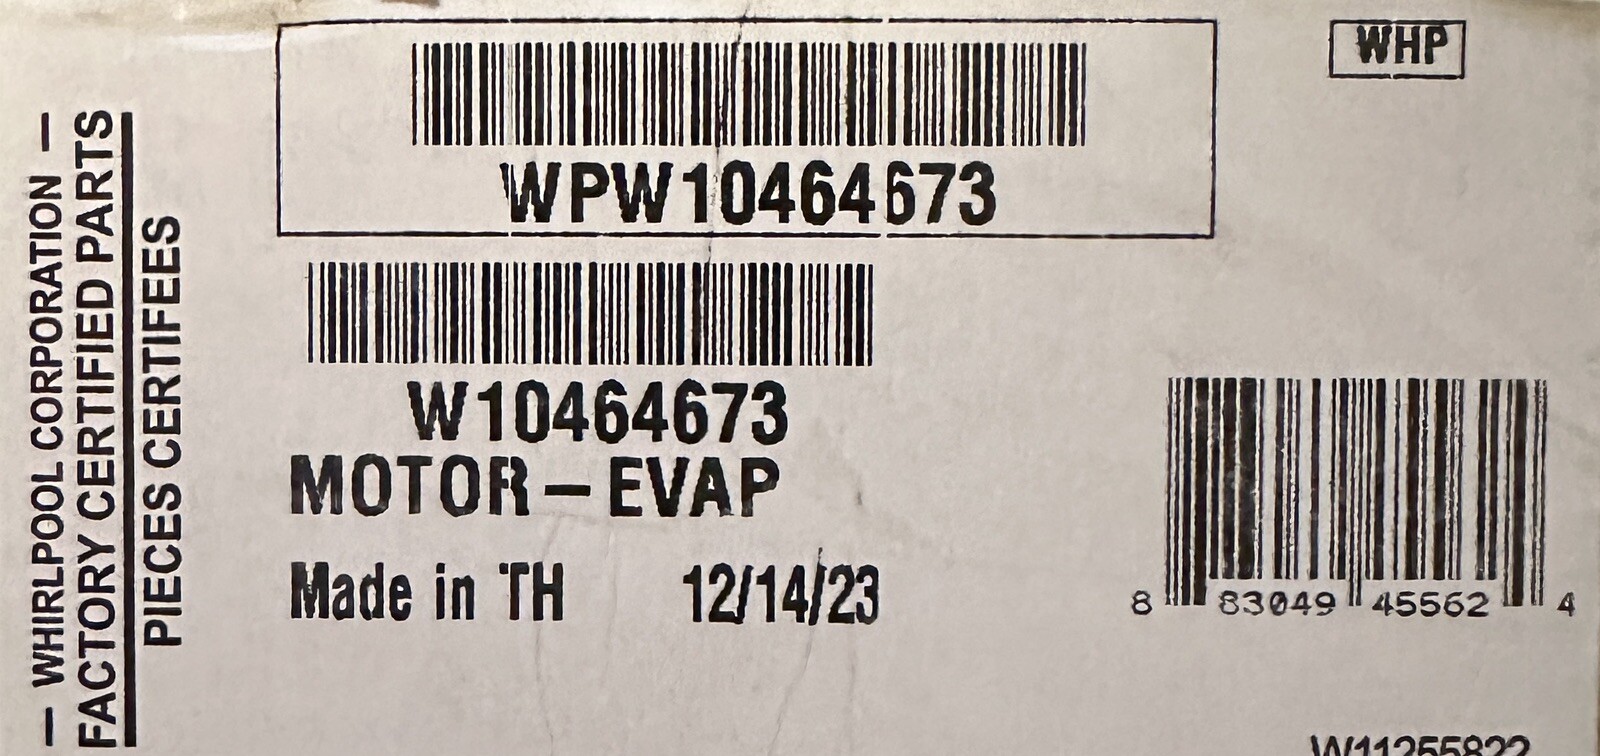 — WHIRLPOOL CORPORATION —
FACTORY CERTIFIED PARTS
PIECES CERTIFEES
WPW10464673
WHP
W10464673
MOTOR – EVAP
Made in TH 12/14/23
8 83049 45562 4
W11255822